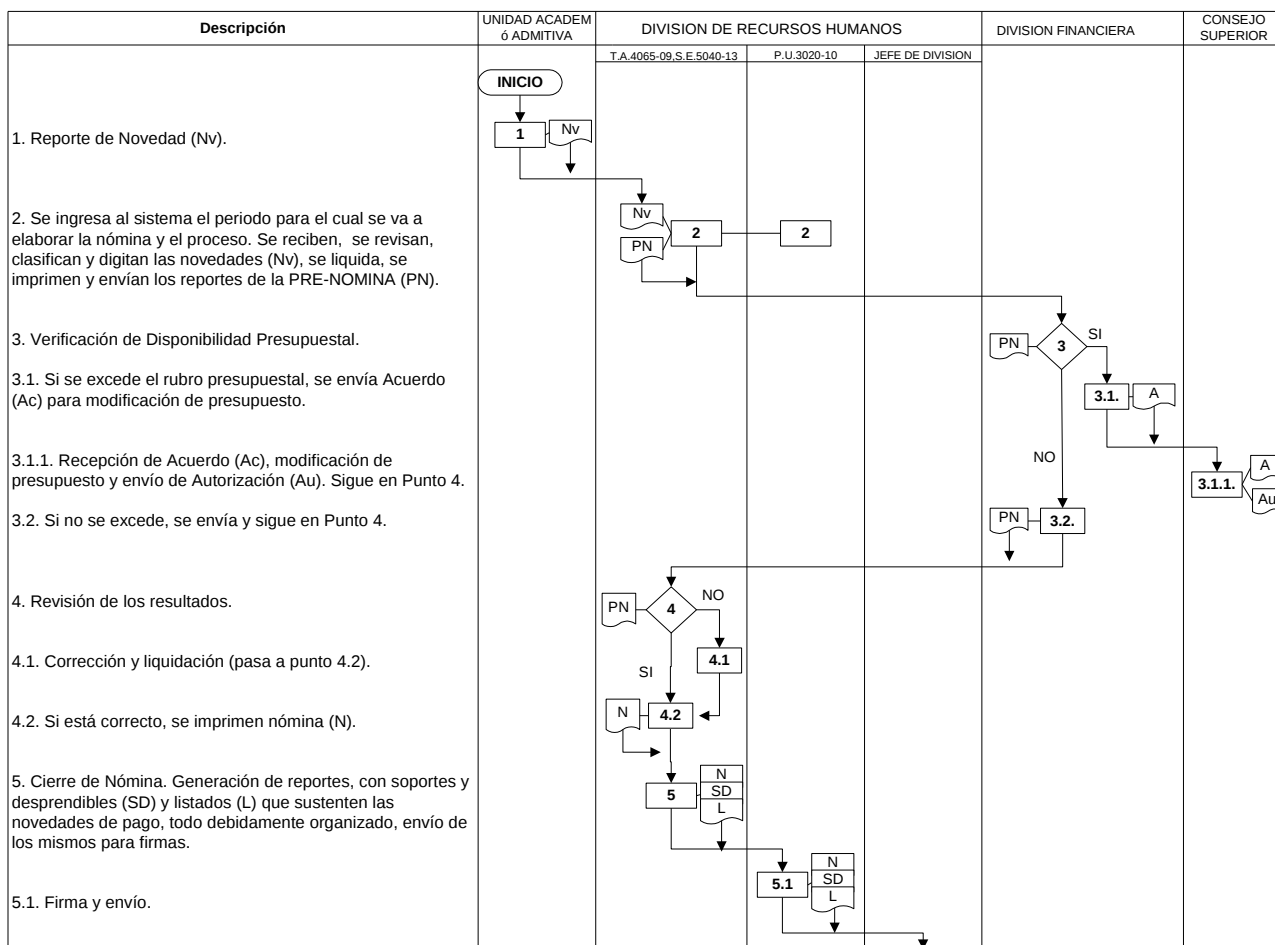 Descripción
UNIDAD ACADEM
ó ADMITIVA
DIVISION DE RECURSOS HUMANOS
DIVISION FINANCIERA
CONSEJO
SUPERIOR
T.A.4065-09,S.E.5040-13
P.U.3020-10
JEFE DE DIVISION
INICIO
1. Reporte de Novedad (Nv).
1
Nv
2. Se ingresa al sistema el periodo para el cual se va a
elaborar la nómina y el proceso. Se reciben, se revisan,
clasifican y digitan las novedades (Nv), se liquida, se
imprimen y envían los reportes de la PRE-NOMINA (PN).
Nv
PN
2
2
3. Verificación de Disponibilidad Presupuestal.
PN
3
SI
3.1. Si se excede el rubro presupuestal, se envía Acuerdo
(Ac) para modificación de presupuesto.
3.1.
A
NO
3.1.1. Recepción de Acuerdo (Ac), modificación de
presupuesto y envío de Autorización (Au). Sigue en Punto 4.
3.1.1.
A
Au
3.2. Si no se excede, se envía y sigue en Punto 4.
PN
3.2.
4. Revisión de los resultados.
PN
4
NO
4.1. Corrección y liquidación (pasa a punto 4.2).
SI
4.1
4.2. Si está correcto, se imprimen nómina (N).
N
4.2
5. Cierre de Nómina. Generación de reportes, con soportes y
desprendibles (SD) y listados (L) que sustenten las
novedades de pago, todo debidamente organizado, envío de
los mismos para firmas.
5
N
SD
L
5.1. Firma y envío.
5.1
N
SD
L